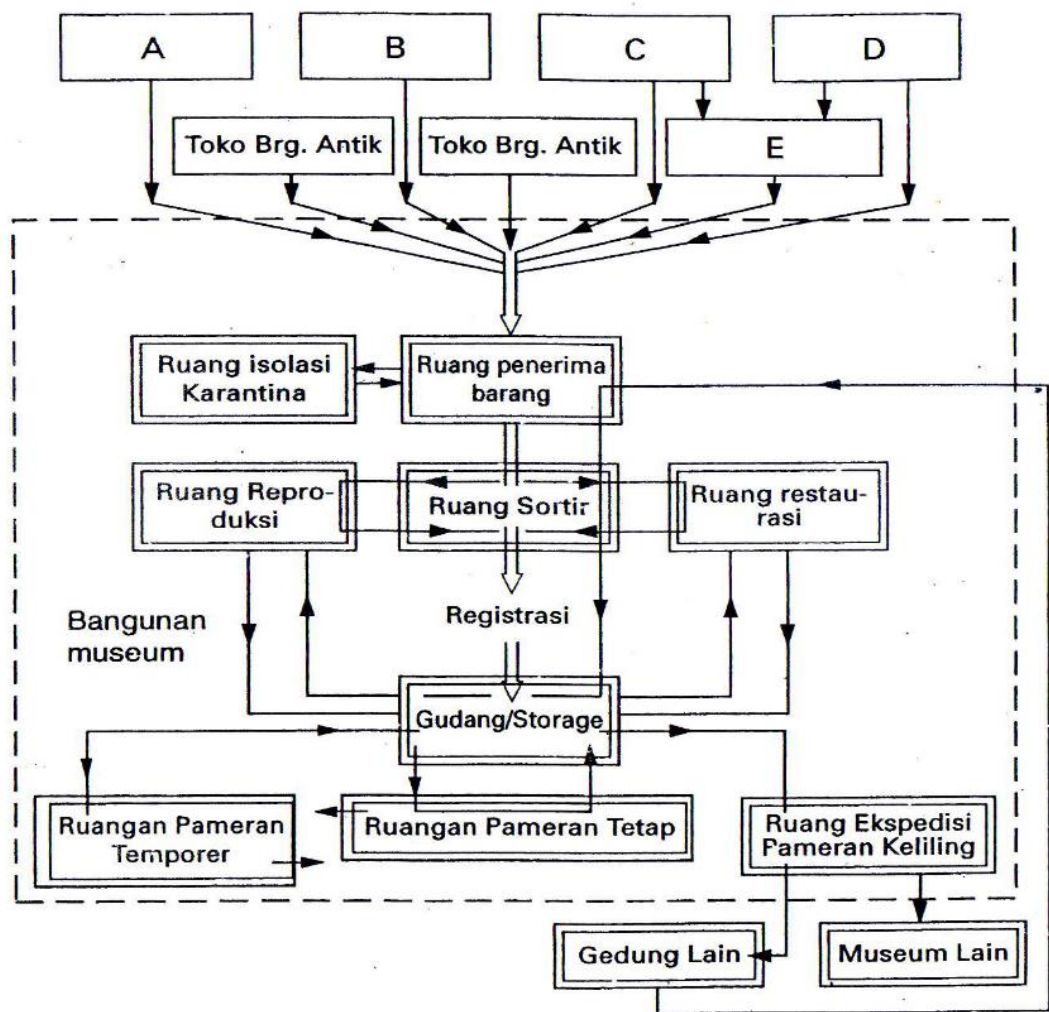 A
B
C
D
Toko Brg. Antik
Toko Brg. Antik
E
Ruang isolasi
Karantina
Ruang penerima
barang
Ruang Repro-
duksi
Ruang Sortir
Ruang restau-
rasi
Registrasi
Bangunan
museum
Gudang/Storage
Ruangan Pameran
Temporer
Ruangan Pameran Tetap
Ruang Ekspedisi
Pameran Keliling
Gedung Lain
Museum Lain